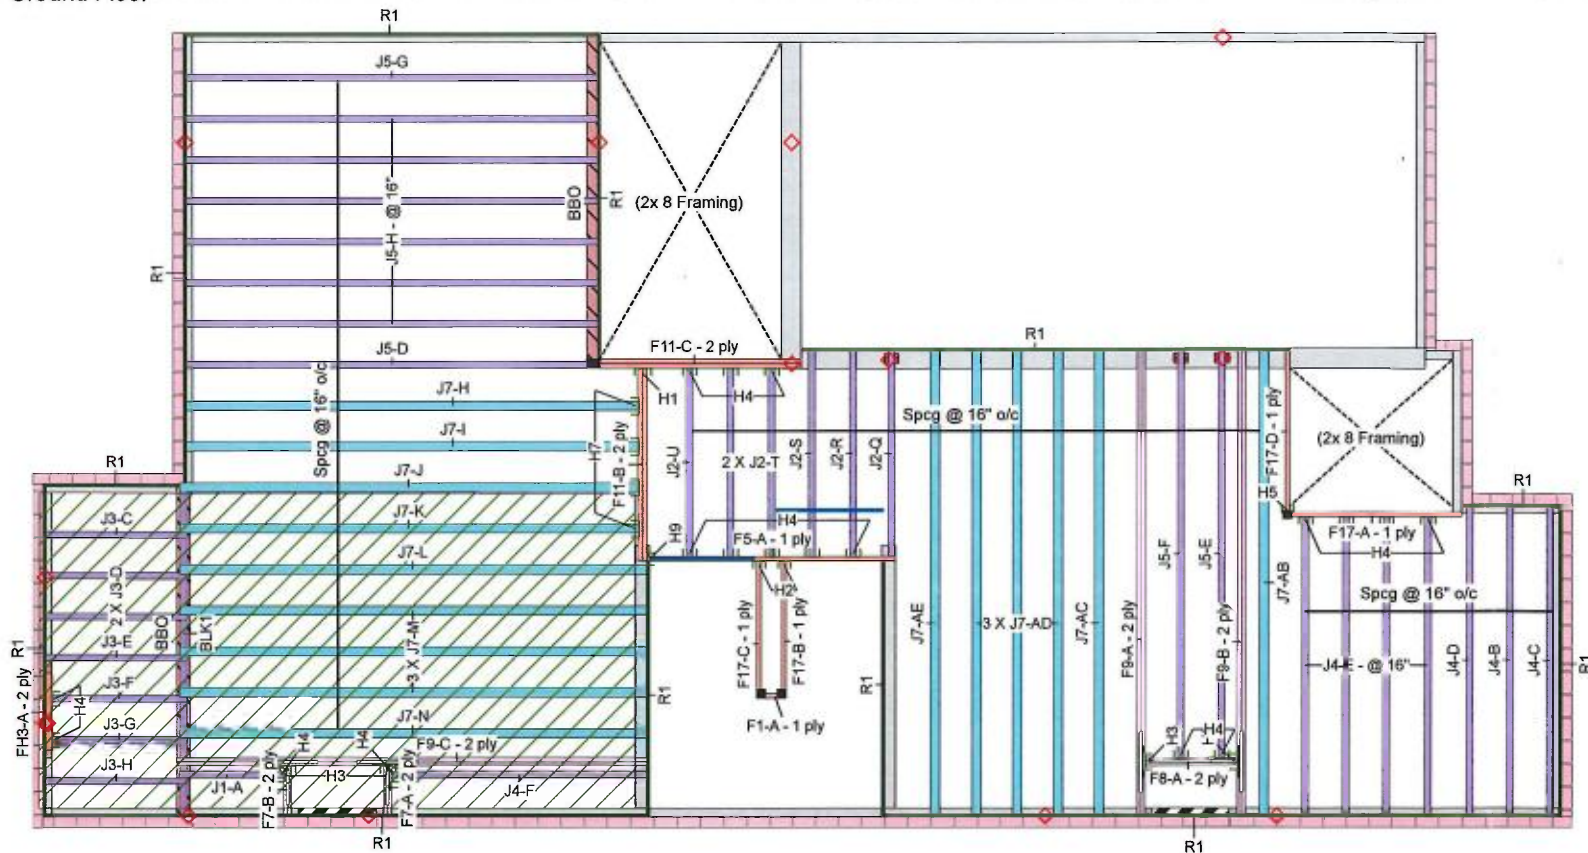 R1
J5-G
J5-H - @ 16"
BBO
R1
(2x 8 Framing)
R1
J5-D
Spcg @ 16" o/c
F11-C - 2 ply
R1
J7-H
J7-I
J7-J
J7-K
J7-L
3 X J7-M
J7-N
H7
F11-B - 2 ply
H1
H4
J2-U
2 X J2-T
J2-S
J2-R
J2-Q
Spcg @ 16" o/c
H9
H4
F5-A - 1 ply
H2
F17-C - 1 ply
F17-B - 1 ply
F1-A - 1 ply
R1
R1
J7-AE
3 X J7-AD
J7-AC
F9-A - 2 ply
J5-F
J5-E
F9-B - 2 ply
J7-AB
H3
H4
F8-A - 2 ply
F17-D - 1 ply
H5
(2x 8 Framing)
R1
F17-A - 1 ply
H4
Spcg @ 16" o/c
J4-E - @ 16"
J4-D
J4-B
J4-C
R1
R1
R1
J3-C
2 X J3-D
J3-E
J3-F
J3-G
J3-H
BBO
BLK1
R1
FH3-A - 2 ply
H4
J1-A
F7-B - 2 ply
H4
H3
H4
F7-A - 2 ply
F9-C - 2 ply
J4-F
R1
R1